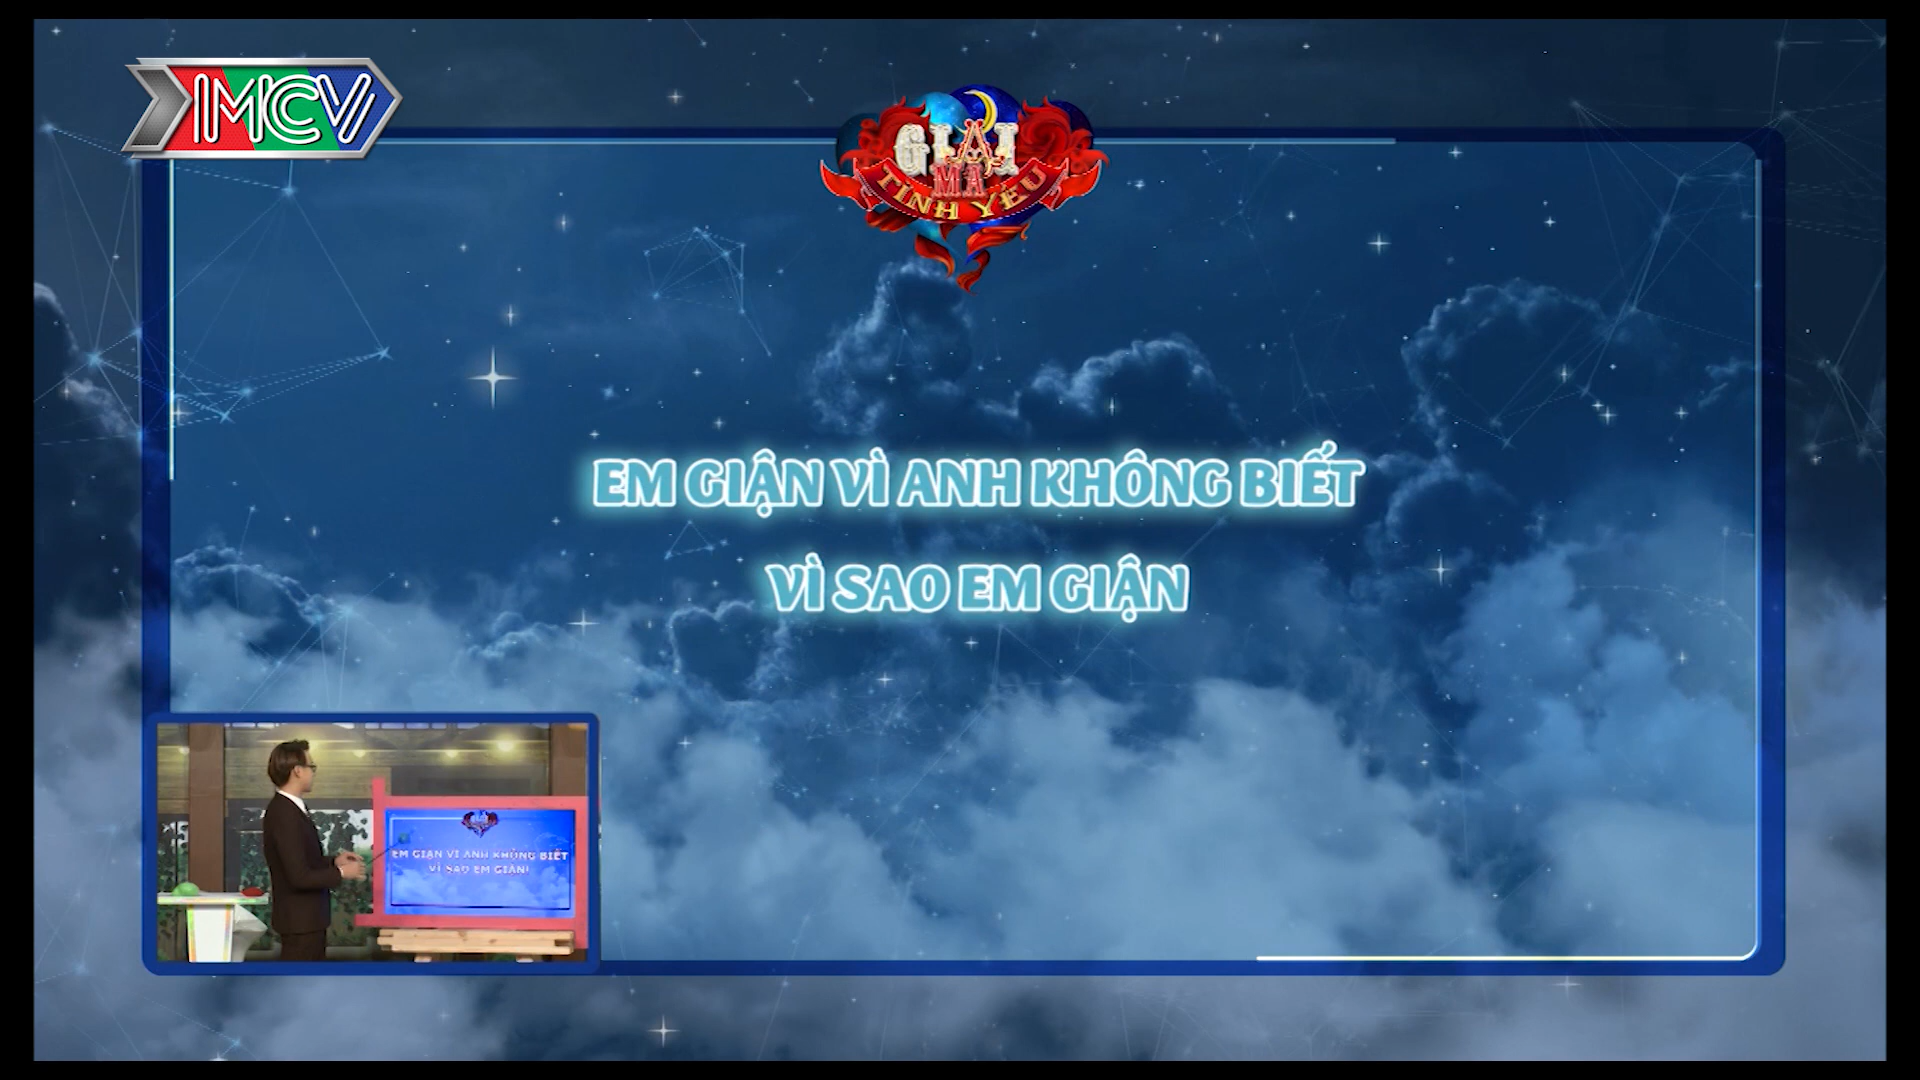 MCV
GIẢI
MÃ
TÌNH YÊU
EM GIẬN VÌ ANH KHÔNG BIẾT
VÌ SAO EM GIẬN
EM GIẬN VÌ ANH KHÔNG BIẾT
VÌ SAO EM GIẬN!